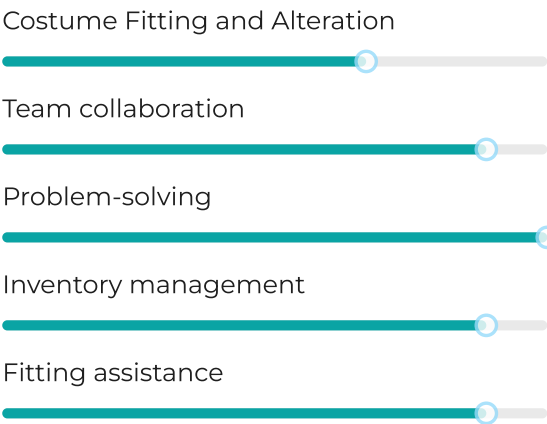 Costume Fitting and Alteration
Team collaboration
Problem-solving
Inventory management
Fitting assistance